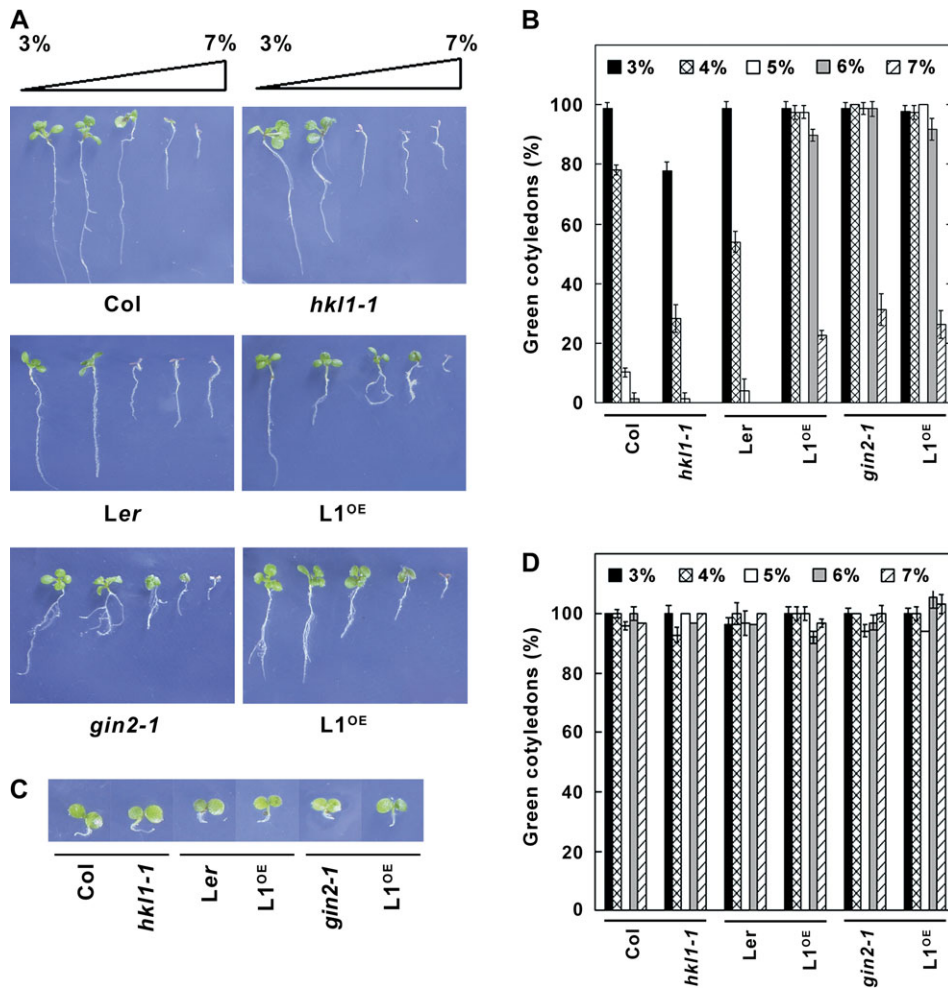 A
3% 7%
3% 7%
Col
hkl1-1
Ler
L1OE
gin2-1
L1OE
B
3% 4% 5% 6% 7%
Green cotyledons (%)
100
80
60
40
20
0
Col
hkl1-1
Ler
L1OE
gin2-1
L1OE
C
Col
hkl1-1
Ler
L1OE
gin2-1
L1OE
D
3% 4% 5% 6% 7%
Green cotyledons (%)
100
80
60
40
20
0
Col
hkl1-1
Ler
L1OE
gin2-1
L1OE